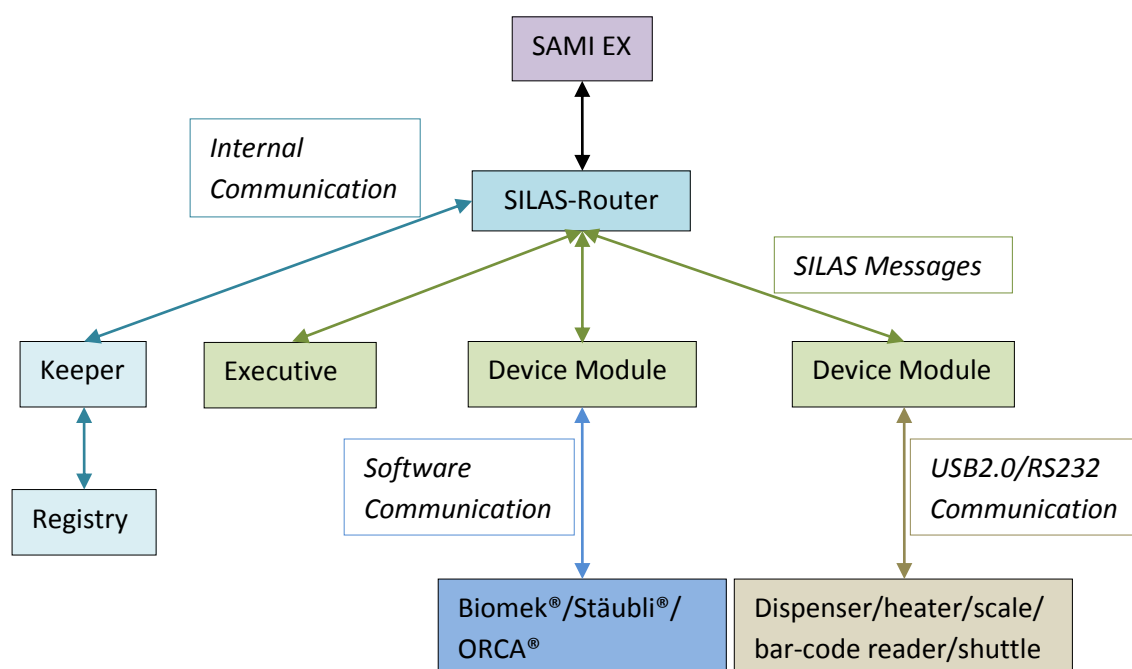 SAMI EX
Internal
Communication
SILAS-Router
SILAS Messages
Keeper
Executive
Device Module
Device Module
Software
Communication
USB2.0/RS232
Communication
Registry
Biomek®/Stäubli®/
ORCA®
Dispenser/heater/scale/
bar-code reader/shuttle